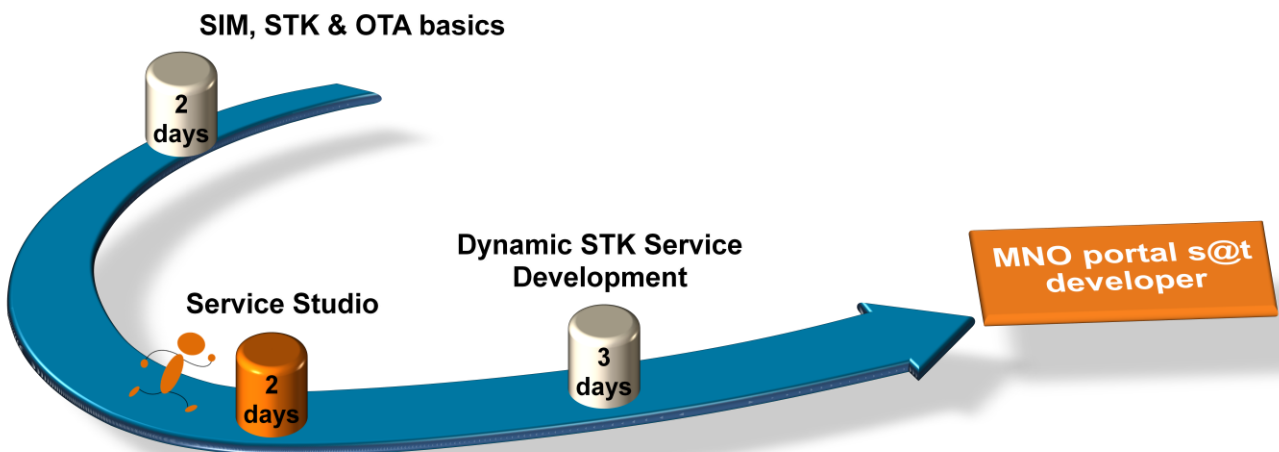 SIM, STK & OTA basics
2
days
Service Studio
2
days
Dynamic STK Service
Development
3
days
MNO portal s@t
developer